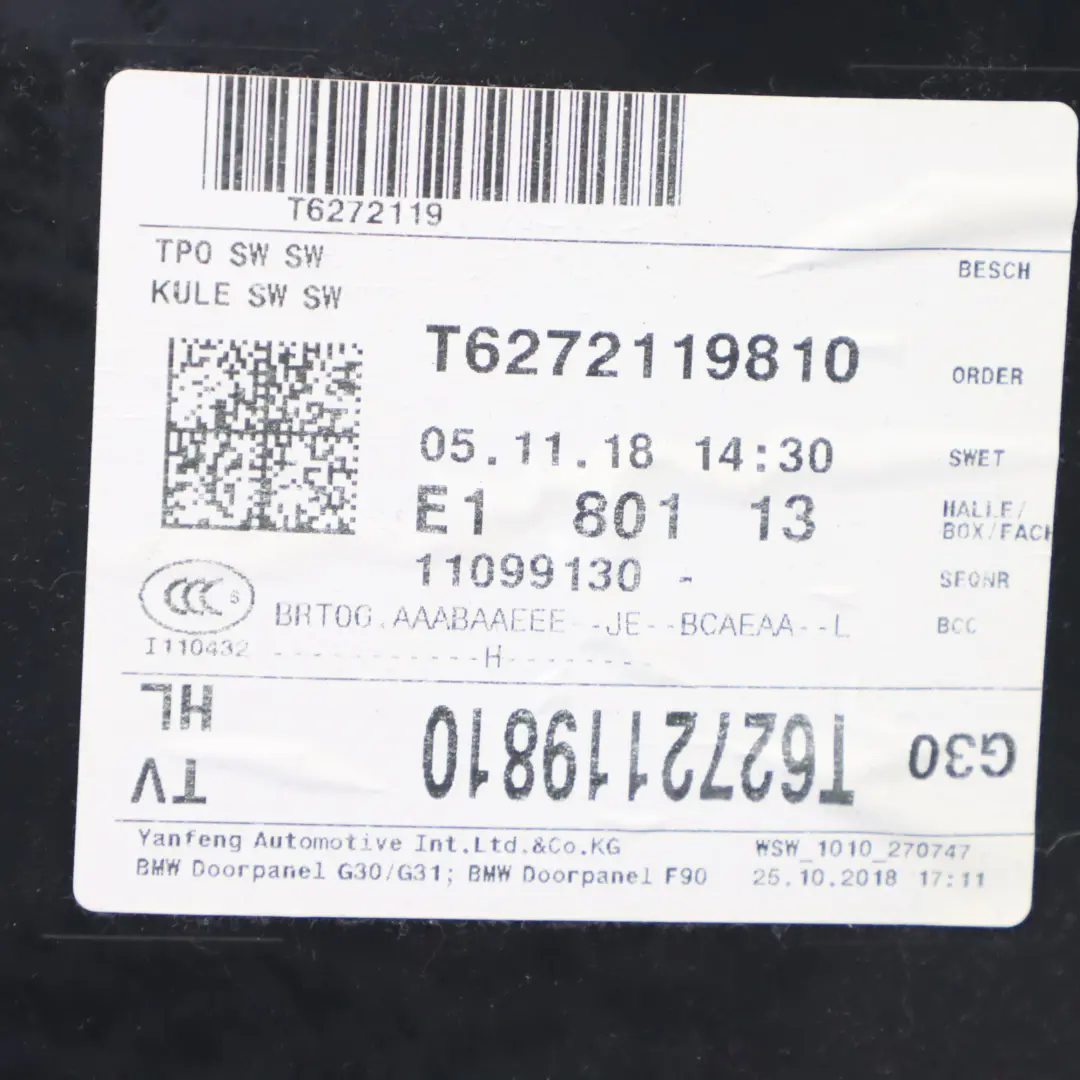 T6272119
TPO SW SW
KULE SW SW
BESCH
T6272119810
ORDER
05.11.18 14:30
SWET
E1 801 13
HALLE/
BOX/FACH
11099130 -
SFONR
CCC S
BRT00.AAABAAEEE--JE--BCAEAA--L
BCC
I110432
-----------H--------
TV HL
T6272119810
G30
Yanfeng Automotive Int.Ltd.&Co.KG
WSW_1010_270747
BMW Doorpanel G30/G31; BMW Doorpanel F90
25.10.2018 17:11